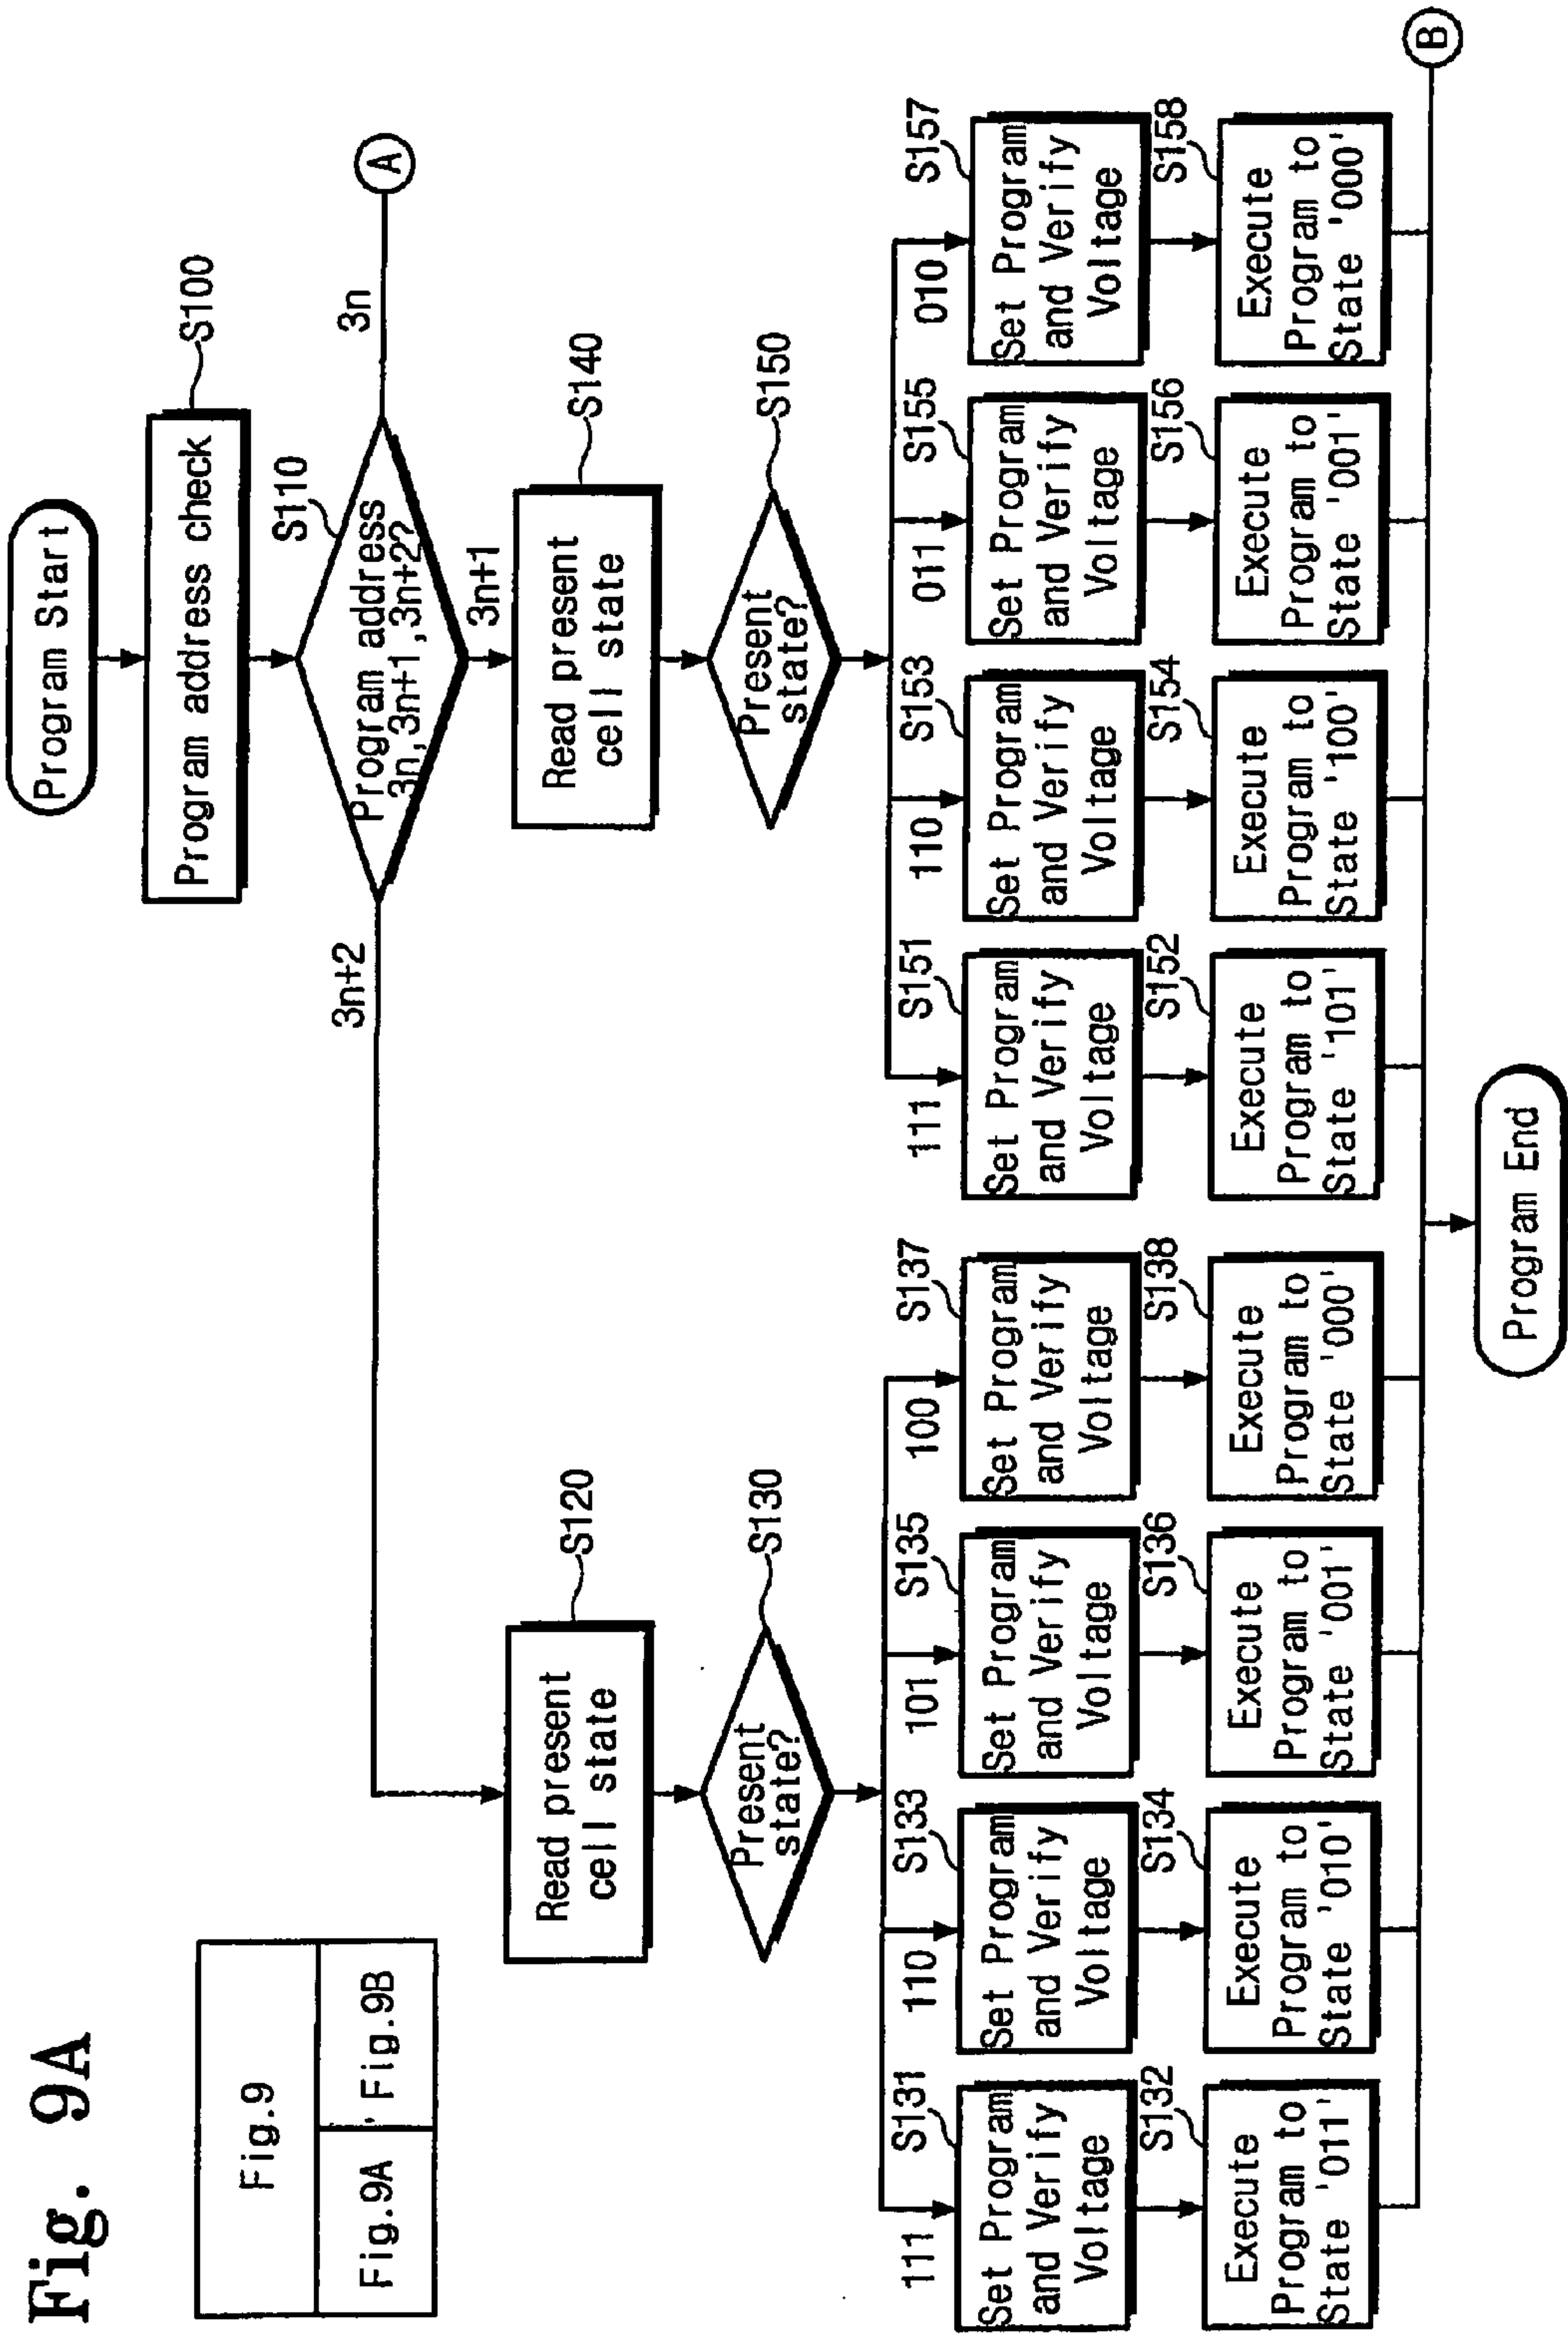 Fig. 9A
Fig.9
Fig.9A
Fig.9B
Program Start
S100
Program address check
S110
Program address
3n,3n+1,3n+2?
3n+2
3n+1
3n
A
S120
Read present
cell state
S140
Read present
cell state
S130
Present
state?
S150
Present
state?
111
110
101
100
111
110
011
010
S131
Set Program
and Verify
Voltage
S133
Set Program
and Verify
Voltage
S135
Set Program
and Verify
Voltage
S137
Set Program
and Verify
Voltage
S151
Set Program
and Verify
Voltage
S153
Set Program
and Verify
Voltage
S155
Set Program
and Verify
Voltage
S157
Set Program
and Verify
Voltage
S132
Execute
Program to
State '011'
S134
Execute
Program to
State '010'
S136
Execute
Program to
State '001'
S138
Execute
Program to
State '000'
S152
Execute
Program to
State '101'
S154
Execute
Program to
State '100'
S156
Execute
Program to
State '001'
S158
Execute
Program to
State '000'
B
Program End